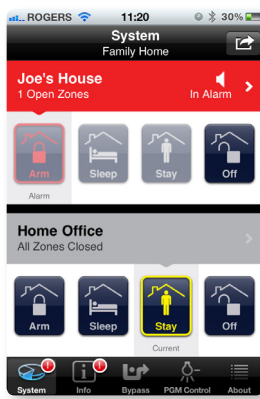 ROGERS 11:20 30%
System
Family Home
Joe's House
1 Open Zones In Alarm
Arm Sleep Stay Off
Alarm
Home Office
All Zones Closed
Arm Sleep Stay Off
Current
! !
System Info Bypass PGM Control About